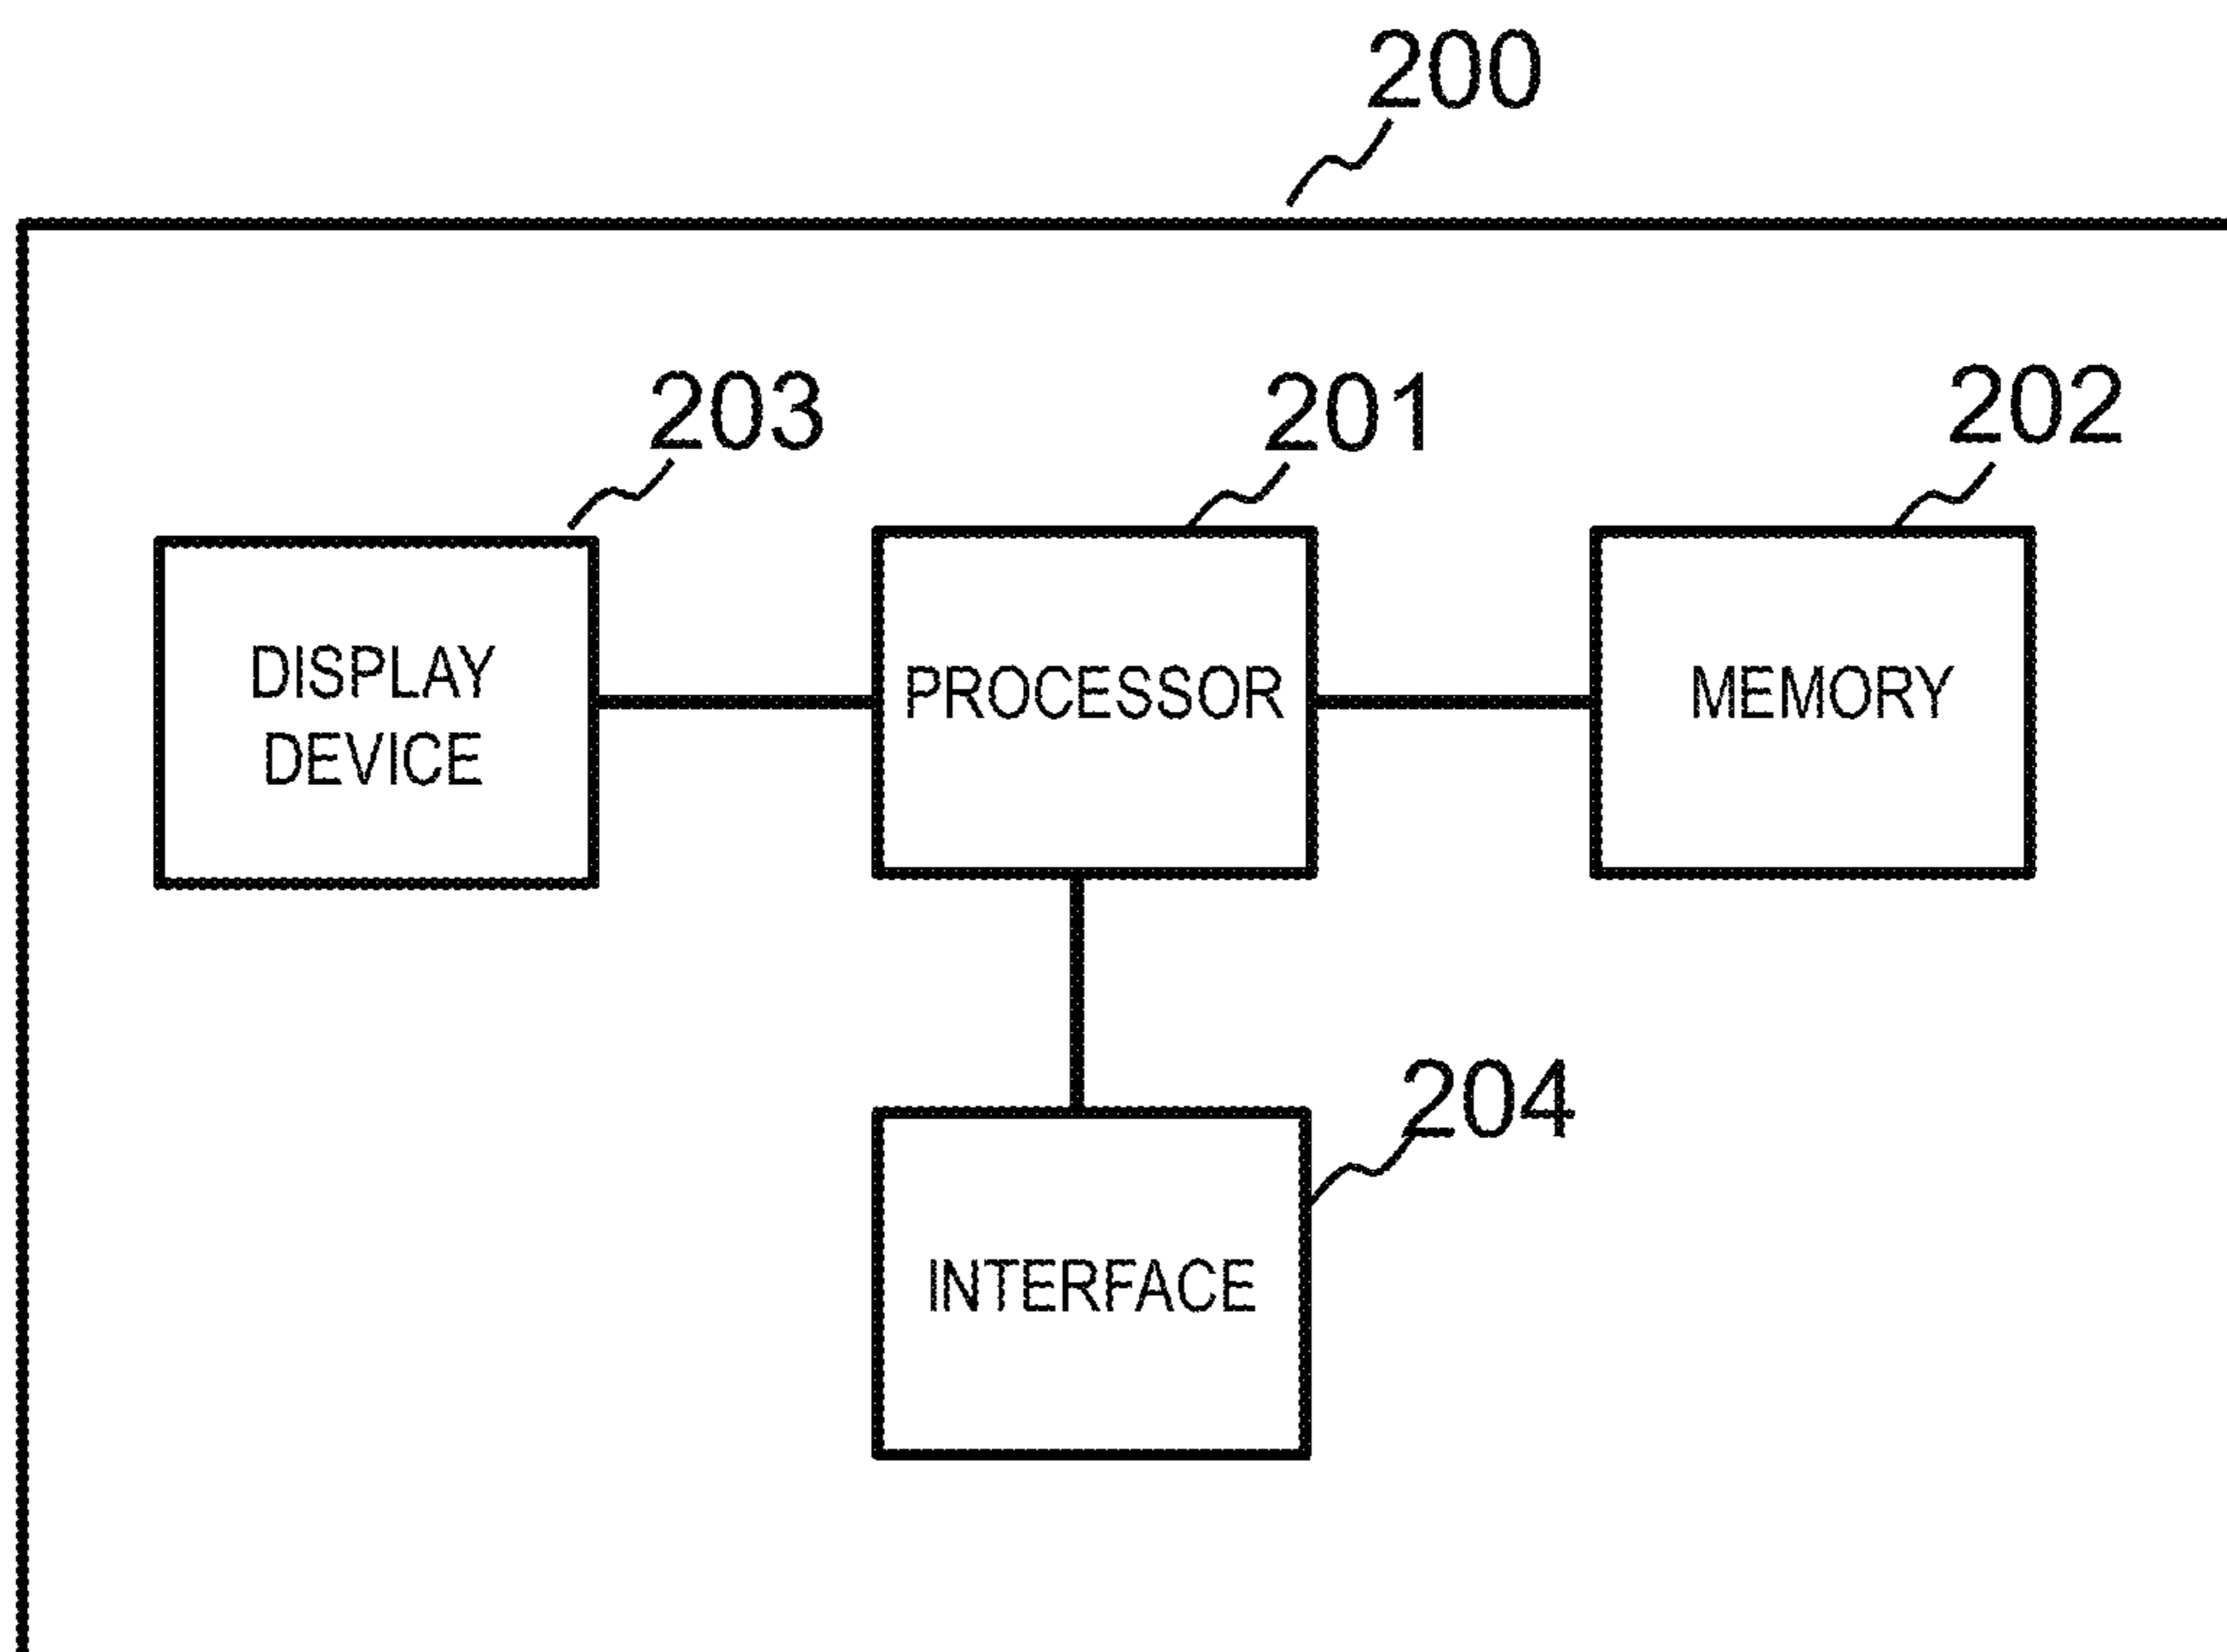 200
203
201
202
DISPLAY
DEVICE
PROCESSOR
MEMORY
204
INTERFACE